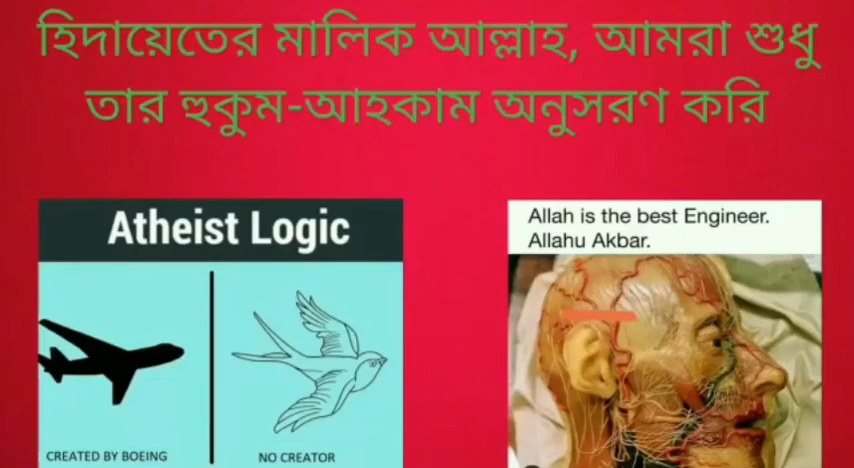 হিদায়েতের মালিক আল্লাহ, আমরা শুধু
তার হুকুম-আহকাম অনুসরণ করি
Atheist Logic
CREATED BY BOEING
NO CREATOR
Allah is the best Engineer.
Allahu Akbar.